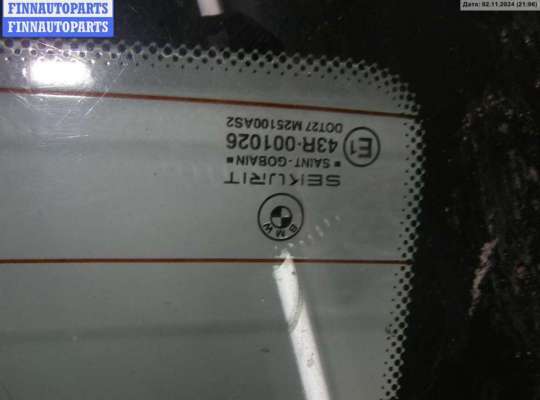 FINNAUTOPARTS
FINNAUTOPARTS
Дата: 02.11.2024 (21:06)
BMW
SEKURIT
▪ SAINT-GOBAIN ▪
43R-001026
E1
DOT27 M25100AS2